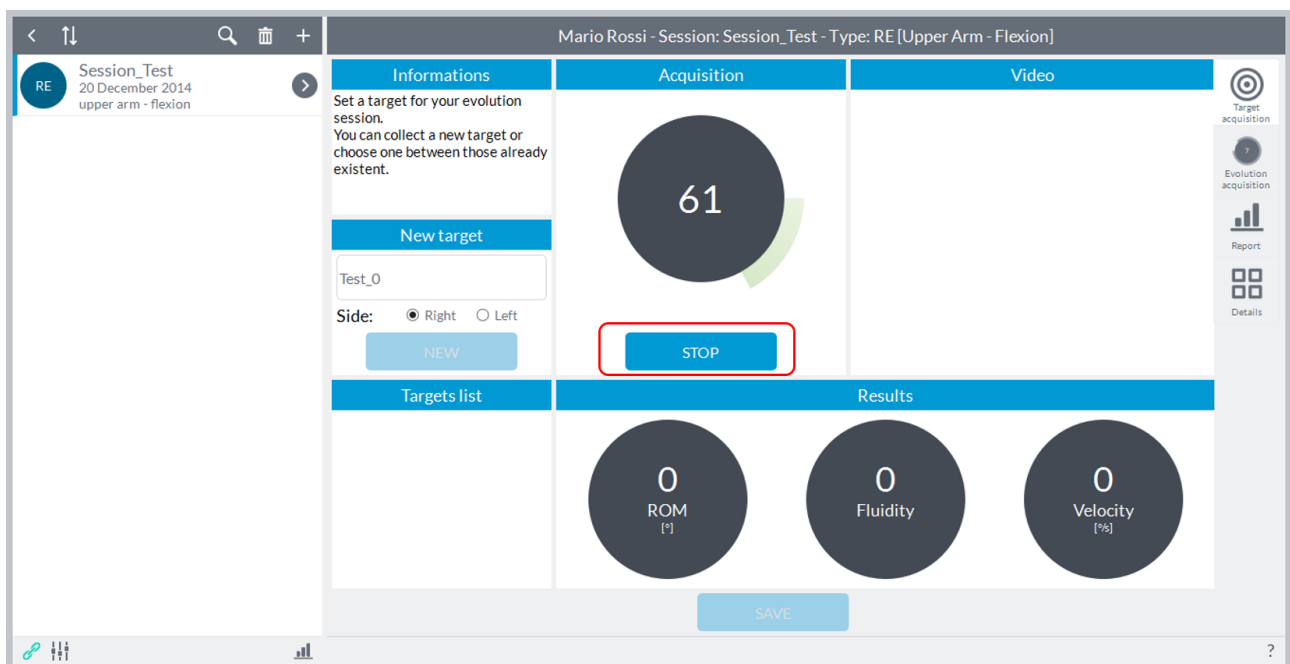 Mario Rossi - Session: Session_Test - Type: RE [Upper Arm - Flexion]
RE
Session_Test
20 December 2014
upper arm - flexion
Informations
Set a target for your evolution
session.
You can collect a new target or
choose one between those already
existent.
New target
Test_0
Side: Right Left
NEW
Targets list
Acquisition
61
STOP
Video
Results
0
ROM
[°]
0
Fluidity
0
Velocity
[°/s]
SAVE
Target
acquisition
?
Evolution
acquisition
Report
Details
?